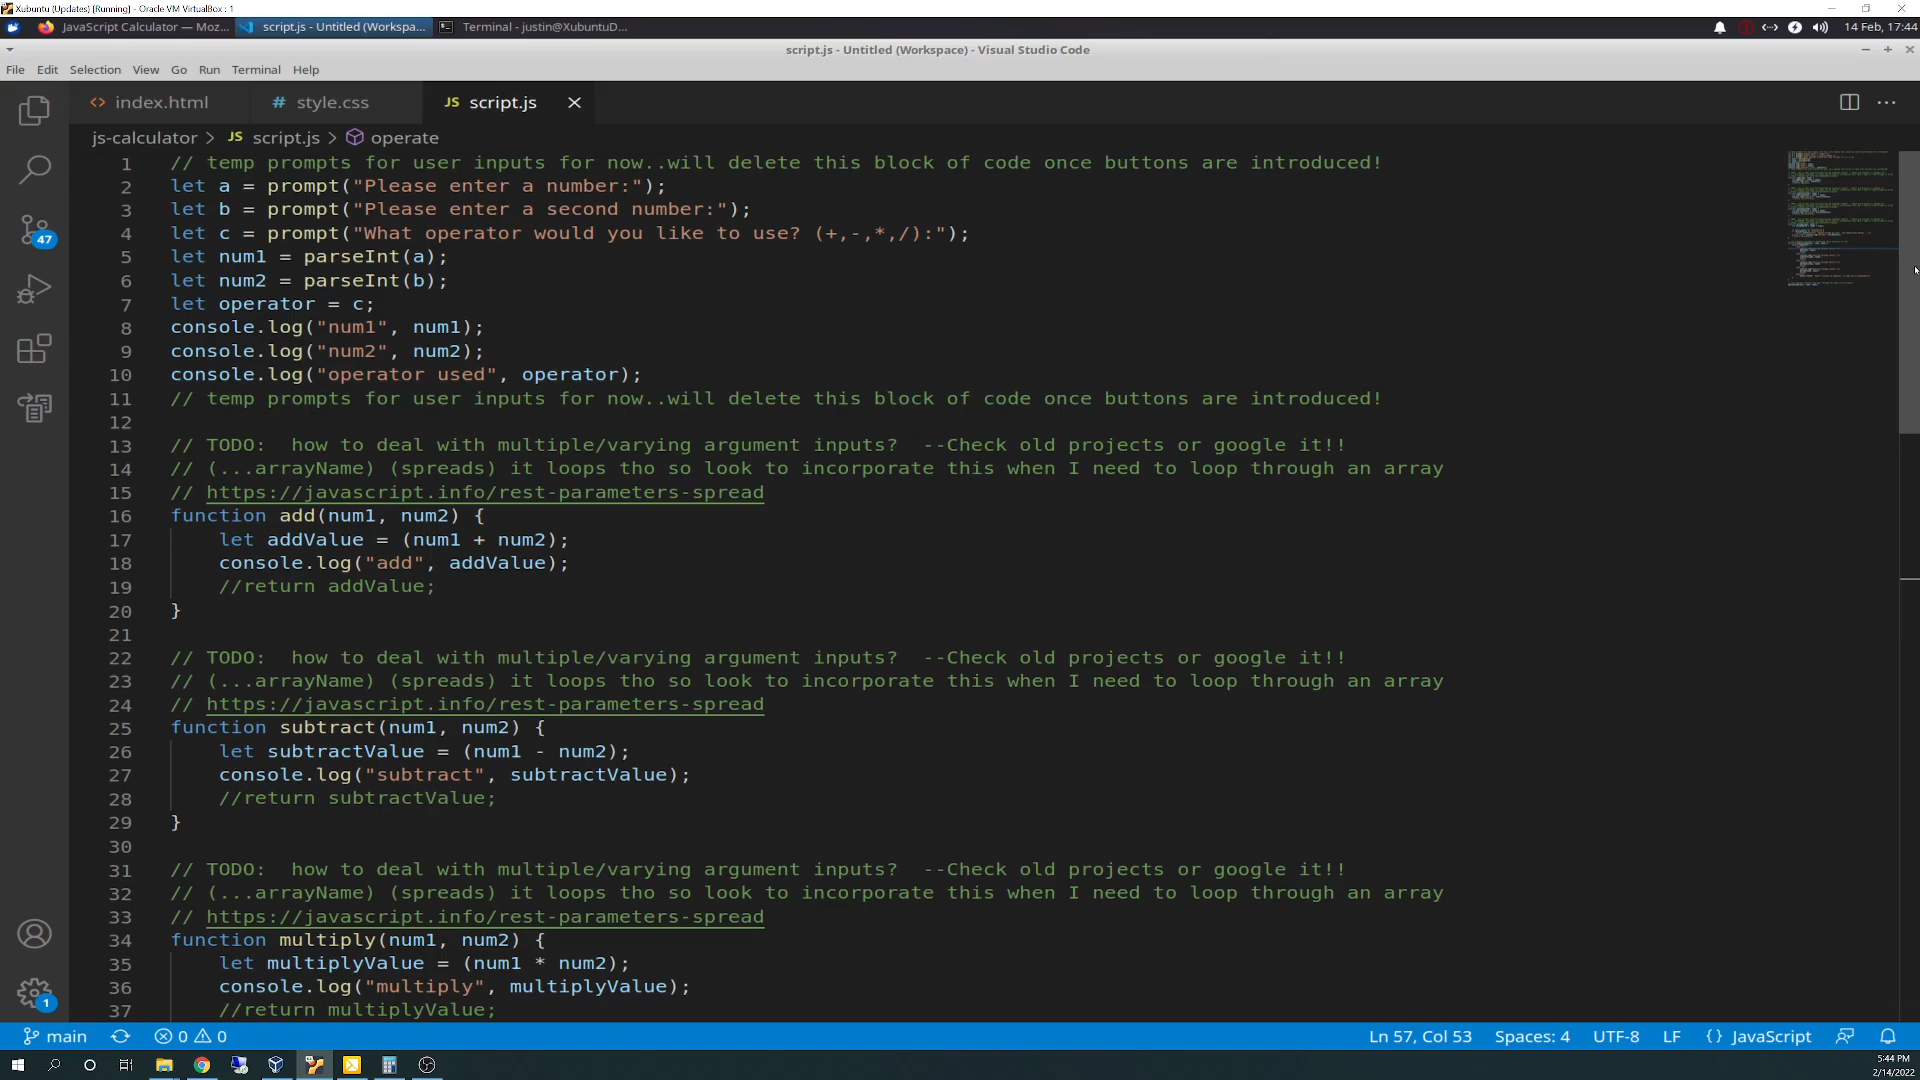 Xubuntu (Updates) [Running] - Oracle VM VirtualBox : 1
JavaScript Calculator — Moz...
script.js - Untitled (Workspa...
Terminal - justin@XubuntuD...
14 Feb, 17:44
script.js - Untitled (Workspace) - Visual Studio Code
File Edit Selection View Go Run Terminal Help
index.html
# style.css
JS script.js
js-calculator > JS script.js > operate
1 // temp prompts for user inputs for now..will delete this block of code once buttons are introduced!
2 let a = prompt("Please enter a number:");
3 let b = prompt("Please enter a second number:");
4 let c = prompt("What operator would you like to use? (+,-,*,/):");
5 let num1 = parseInt(a);
6 let num2 = parseInt(b);
7 let operator = c;
8 console.log("num1", num1);
9 console.log("num2", num2);
10 console.log("operator used", operator);
11 // temp prompts for user inputs for now..will delete this block of code once buttons are introduced!
12
13 // TODO:  how to deal with multiple/varying argument inputs?  --Check old projects or google it!!
14 // (...arrayName) (spreads) it loops tho so look to incorporate this when I need to loop through an array
15 // https://javascript.info/rest-parameters-spread
16 function add(num1, num2) {
17     let addValue = (num1 + num2);
18     console.log("add", addValue);
19     //return addValue;
20 }
21
22 // TODO:  how to deal with multiple/varying argument inputs?  --Check old projects or google it!!
23 // (...arrayName) (spreads) it loops tho so look to incorporate this when I need to loop through an array
24 // https://javascript.info/rest-parameters-spread
25 function subtract(num1, num2) {
26     let subtractValue = (num1 - num2);
27     console.log("subtract", subtractValue);
28     //return subtractValue;
29 }
30
31 // TODO:  how to deal with multiple/varying argument inputs?  --Check old projects or google it!!
32 // (...arrayName) (spreads) it loops tho so look to incorporate this when I need to loop through an array
33 // https://javascript.info/rest-parameters-spread
34 function multiply(num1, num2) {
35     let multiplyValue = (num1 * num2);
36     console.log("multiply", multiplyValue);
37     //return multiplyValue;
47
1
main 0 0 Ln 57, Col 53 Spaces: 4 UTF-8 LF {} JavaScript
5:44 PM
2/14/2022